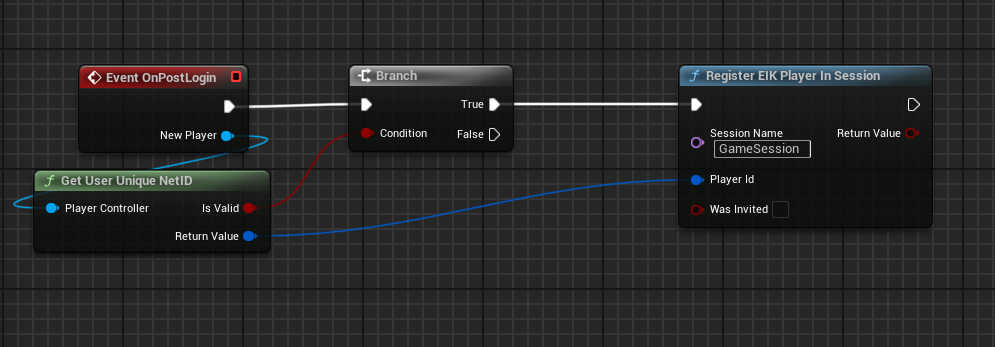 Event OnPostLogin
New Player
Get User Unique NetID
Player Controller
Is Valid
Return Value
Branch
True
Condition
False
Register EIK Player In Session
Session Name
GameSession
Return Value
Player Id
Was Invited